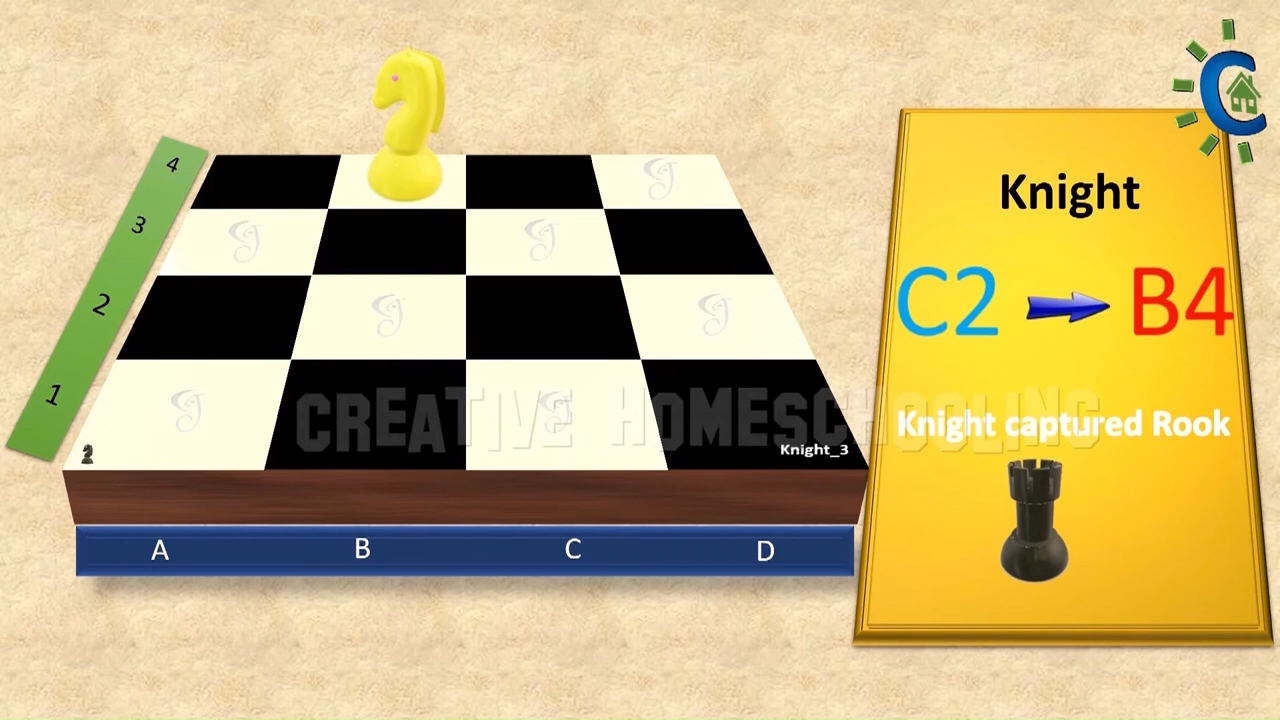 4
3
2
1
Knight
C2 B4
CREATIVE HOMESCHOOLING
Knight captured Rook
Knight_3
A B C D